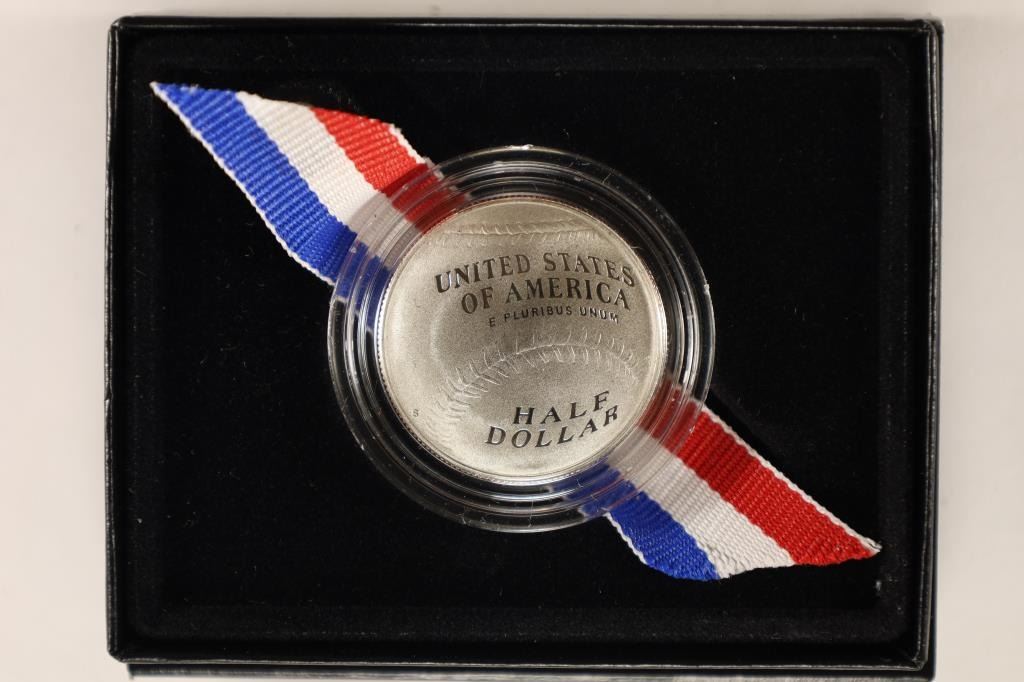 UNITED STATES
OF AMERICA
E PLURIBUS UNUM
S
HALF
DOLLAR